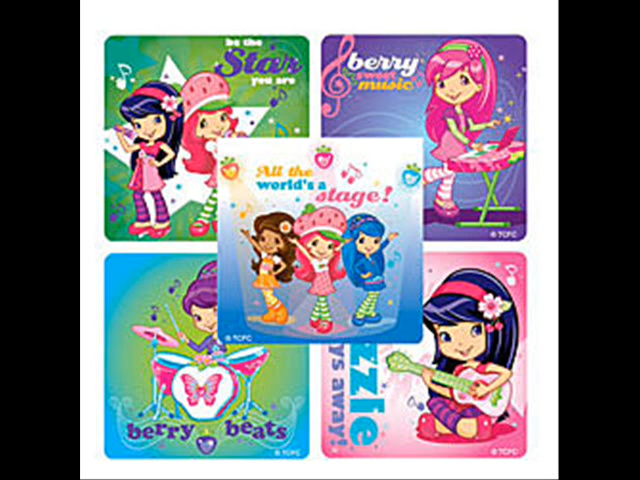 be the
Star
you are
berry
sweet
music
© TCFC
All the
world's a
stage!
© TCFC
berry beats
© TCFC
zzle
ys away!
© TCFC